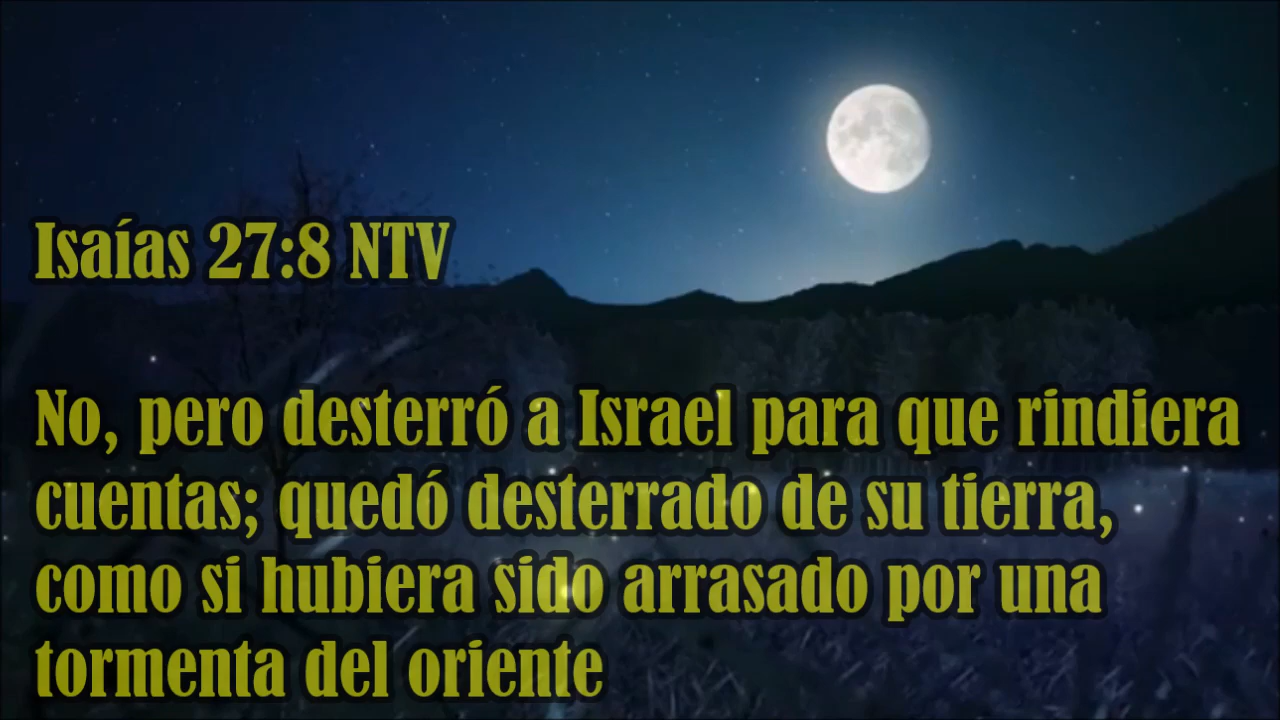 Isaías 27:8 NTV
No, pero desterró a Israel para que rindiera
cuentas; quedó desterrado de su tierra,
como si hubiera sido arrasado por una
tormenta del oriente